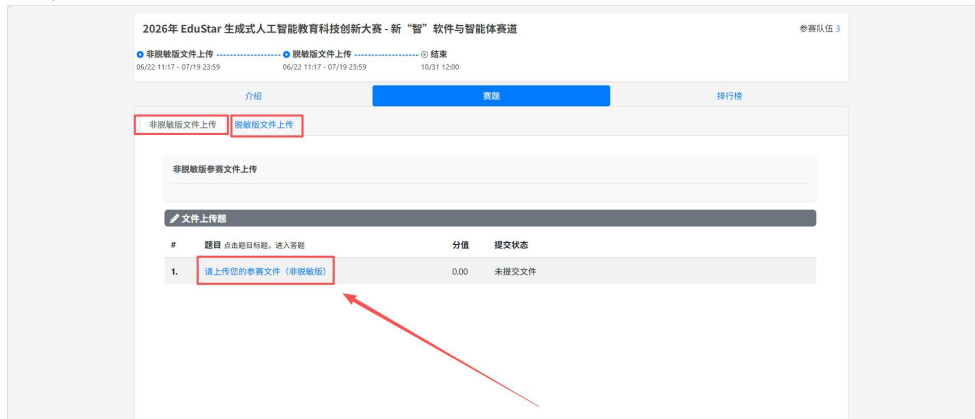 2026年 EduStar 生成式人工智能教育科技创新大赛 - 新“智”软件与智能体赛道
参赛队伍 3
非脱敏版文件上传 ------------------ 脱敏版文件上传 ------------------ 结束
06/22 11:17 - 07/19 23:59 06/22 11:17 - 07/19 23:59 10/31 12:00
介绍 赛题 排行榜
非脱敏版文件上传 脱敏版文件上传
非脱敏版参赛文件上传
文件上传题
# 题目 点击题目标题，进入答题 分值 提交状态
1. 请上传您的参赛文件（非脱敏版） 0.00 未提交文件